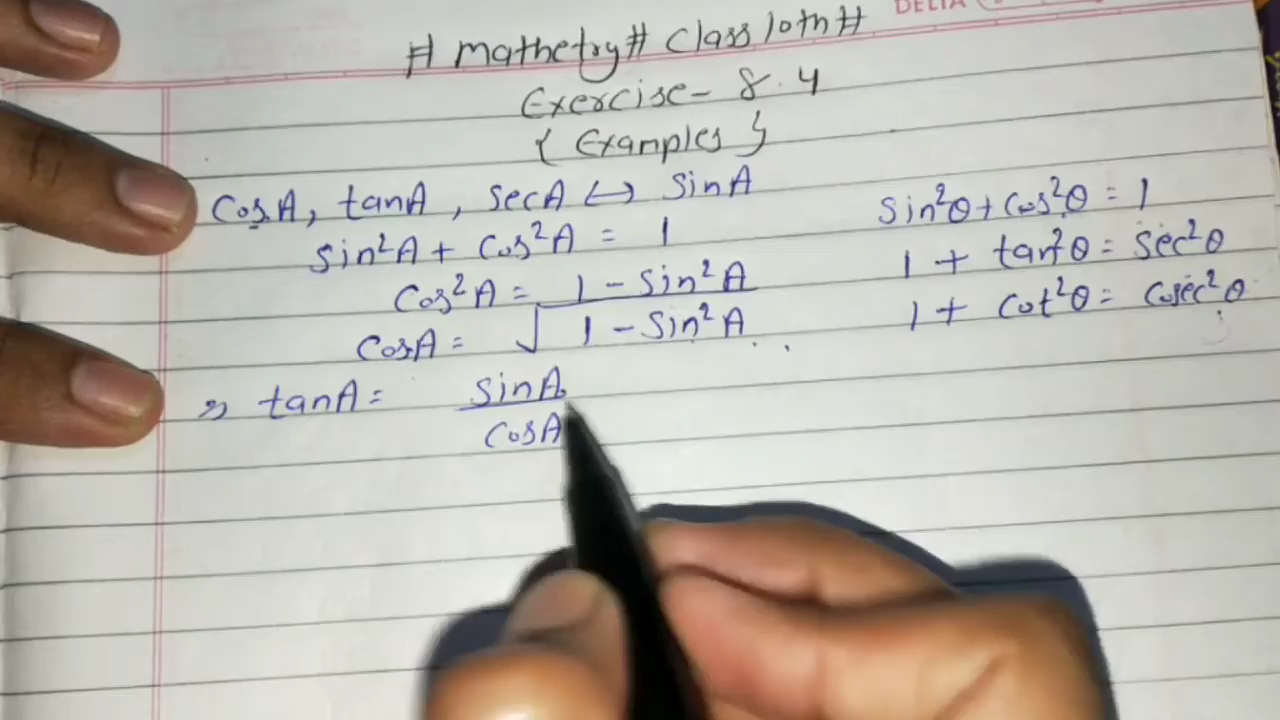 DELTA
# mathetry# Class 10th #
Exercise- 8.4
{ Examples }
CosA, tanA, SecA ↔ SinA
Sin²A + Cos²A = 1
Cos²A = 1 - Sin²A
CosA = √1 - Sin²A
⇒ tanA = SinA/CosA
Sin²θ + Cos²θ = 1
1 + tan²θ = Sec²θ
1 + Cot²θ = Cosec²θ